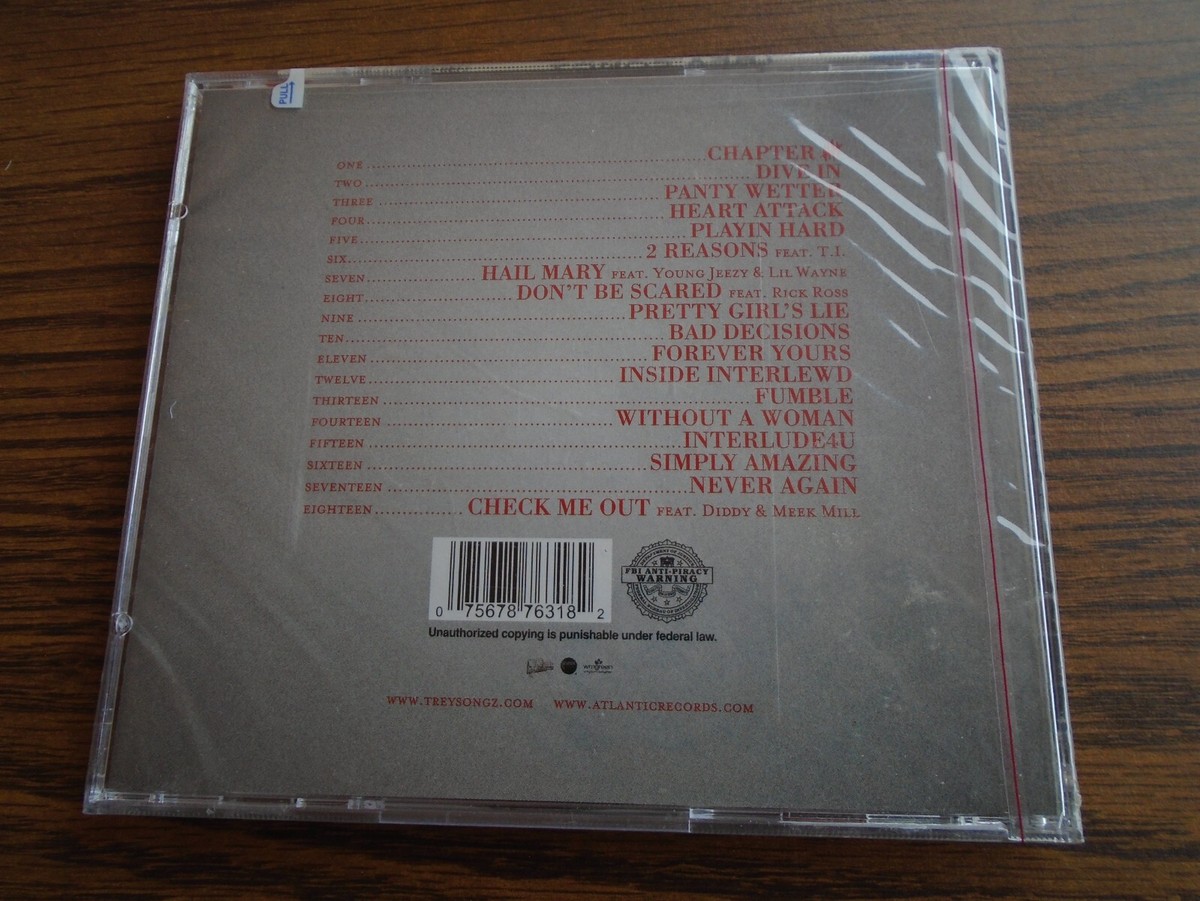 PULL
ONE ........ CHAPTER V
TWO ........ DIVE IN
THREE ........ PANTY WETTER
FOUR ........ HEART ATTACK
FIVE ........ PLAYIN HARD
SIX ........ 2 REASONS FEAT. T.I.
SEVEN ........ HAIL MARY FEAT. YOUNG JEEZY & LIL WAYNE
EIGHT ........ DON'T BE SCARED FEAT. RICK ROSS
NINE ........ PRETTY GIRL'S LIE
TEN ........ BAD DECISIONS
ELEVEN ........ FOREVER YOURS
TWELVE ........ INSIDE INTERLEWD
THIRTEEN ........ FUMBLE
FOURTEEN ........ WITHOUT A WOMAN
FIFTEEN ........ INTERLUDE4U
SIXTEEN ........ SIMPLY AMAZING
SEVENTEEN ........ NEVER AGAIN
EIGHTEEN ........ CHECK ME OUT FEAT. DIDDY & MEEK MILL
0 75678 76318 2
FBI ANTI-PIRACY
WARNING
Unauthorized copying is punishable under federal law.
WWW.TREYSONGZ.COM WWW.ATLANTICRECORDS.COM